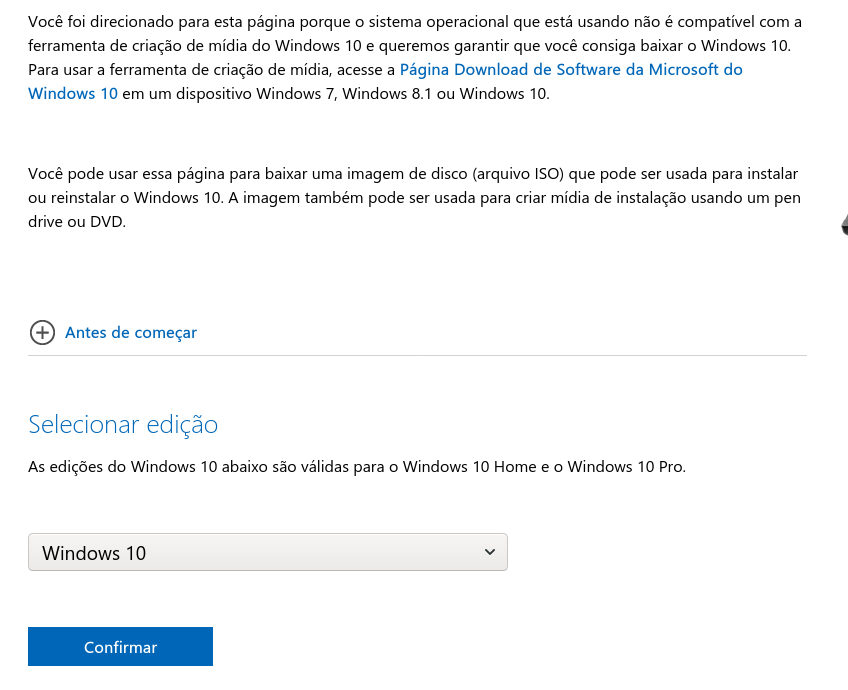 Você foi direcionado para esta página porque o sistema operacional que está usando não é compatível com a
ferramenta de criação de mídia do Windows 10 e queremos garantir que você consiga baixar o Windows 10.
Para usar a ferramenta de criação de mídia, acesse a Página Download de Software da Microsoft do
Windows 10 em um dispositivo Windows 7, Windows 8.1 ou Windows 10.
Você pode usar essa página para baixar uma imagem de disco (arquivo ISO) que pode ser usada para instalar
ou reinstalar o Windows 10. A imagem também pode ser usada para criar mídia de instalação usando um pen
drive ou DVD.
Antes de começar
Selecionar edição
As edições do Windows 10 abaixo são válidas para o Windows 10 Home e o Windows 10 Pro.
Windows 10
Confirmar